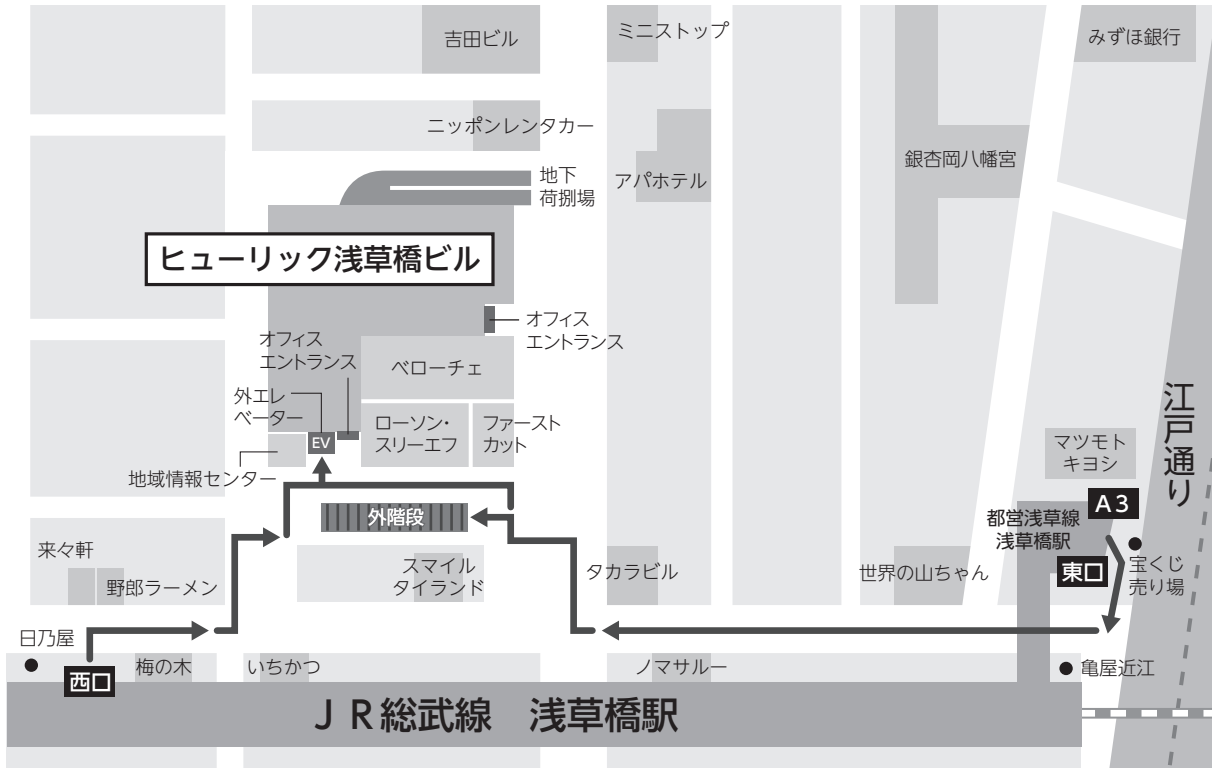 吉田ビル
ミニストップ
みずほ銀行
ニッポンレンタカー
銀杏岡八幡宮
地下
荷捌場
アパホテル
ヒューリック浅草橋ビル
オフィス
エントランス
オフィス
エントランス
ベローチェ
外エレ
ベーター
EV
ローソン・
スリーエフ
ファースト
カット
地域情報センター
江戸通り
マツモト
キヨシ
A3
都営浅草線
浅草橋駅
外階段
東口
宝くじ
売り場
来々軒
野郎ラーメン
スマイル
タイランド
タカラビル
世界の山ちゃん
日乃屋
西口
梅の木
いちかつ
ノマサルー
亀屋近江
ＪＲ総武線　浅草橋駅